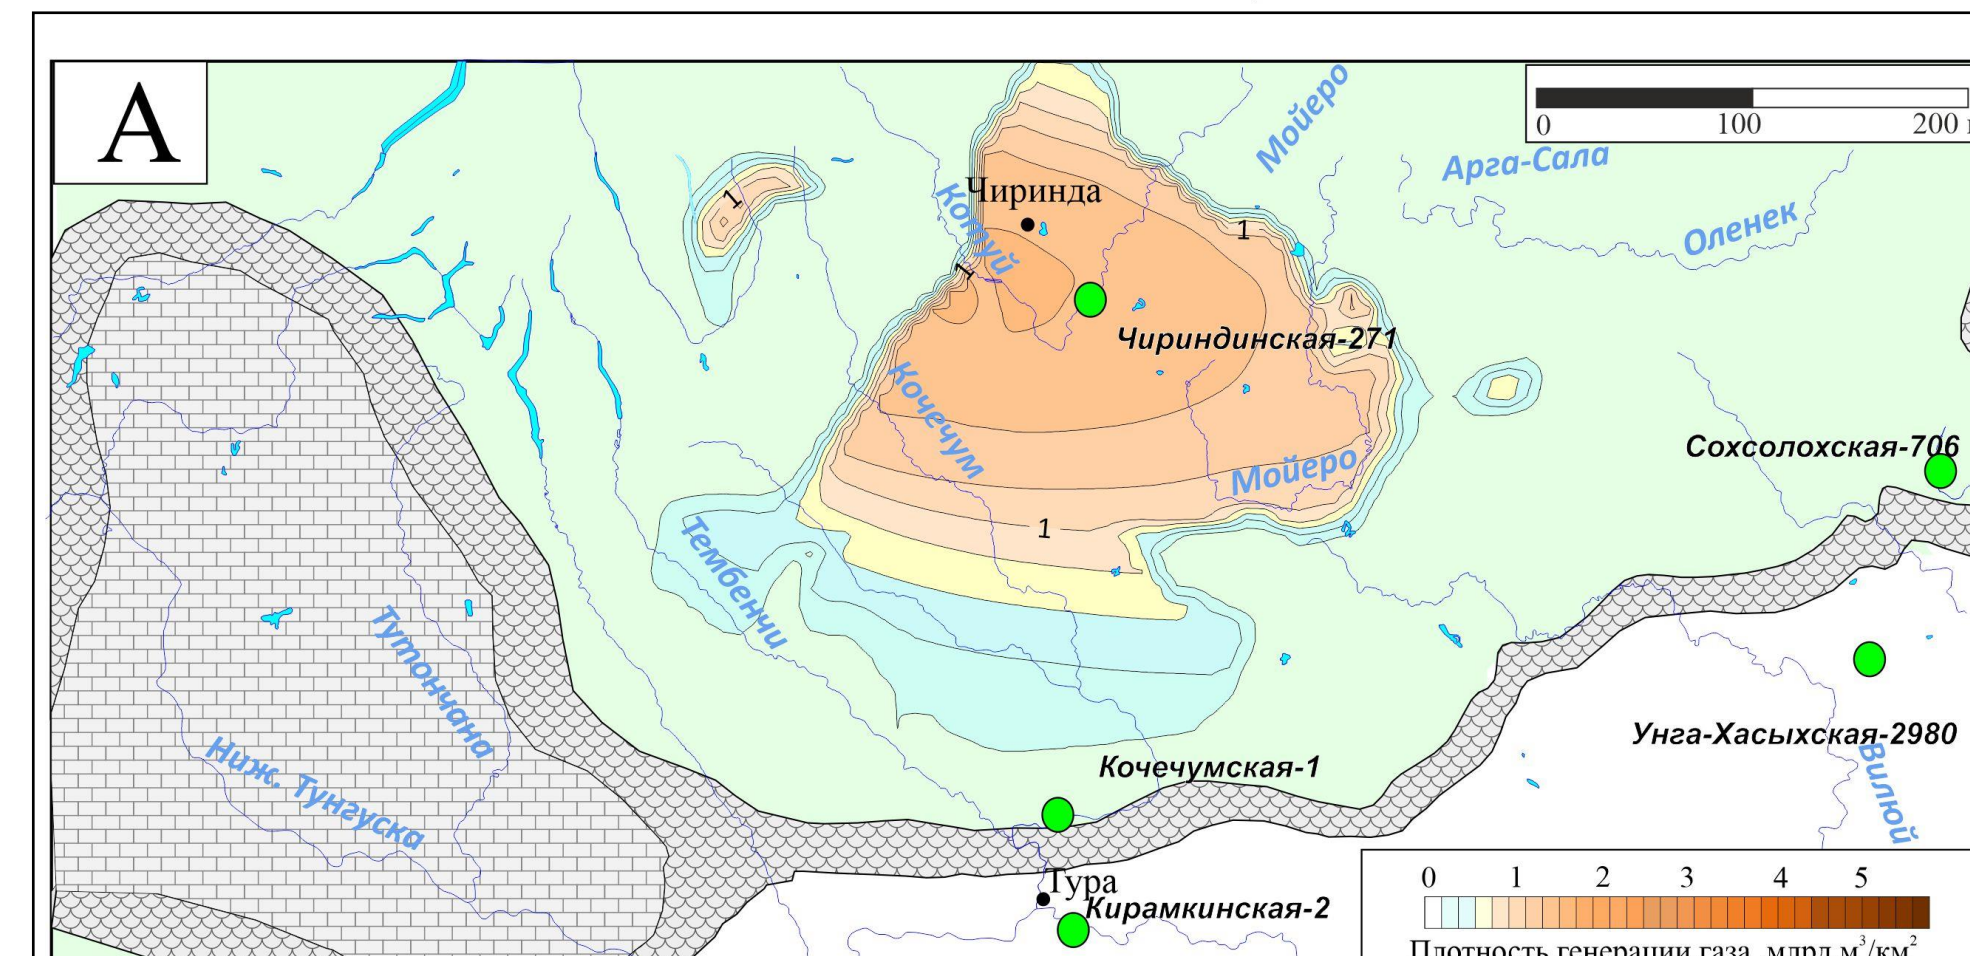 А
0 100 200
Мойеро
Арга-Сала
Оленек
1
Чиринда
Котуй
1
1
Чириндинская-271
Кочечум
Сохсолохская-706
Мойеро
1
Тембенчи
Тутончана
Унга-Хасыхская-2980
Ниж. Тунгуска
Кочечумская-1
Вилюй
Тура
Кирамкинская-2
0 1 2 3 4 5
Плотность генерации газа, млрд м³/км²